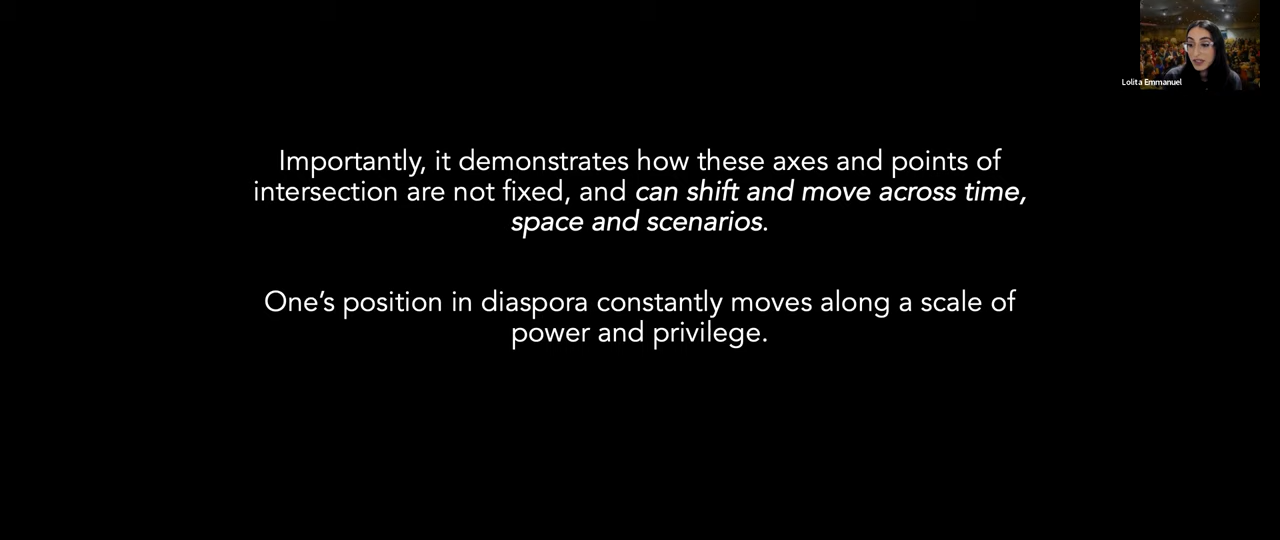 Lolita Emmanuel
Importantly, it demonstrates how these axes and points of
intersection are not fixed, and can shift and move across time,
space and scenarios.
One’s position in diaspora constantly moves along a scale of
power and privilege.